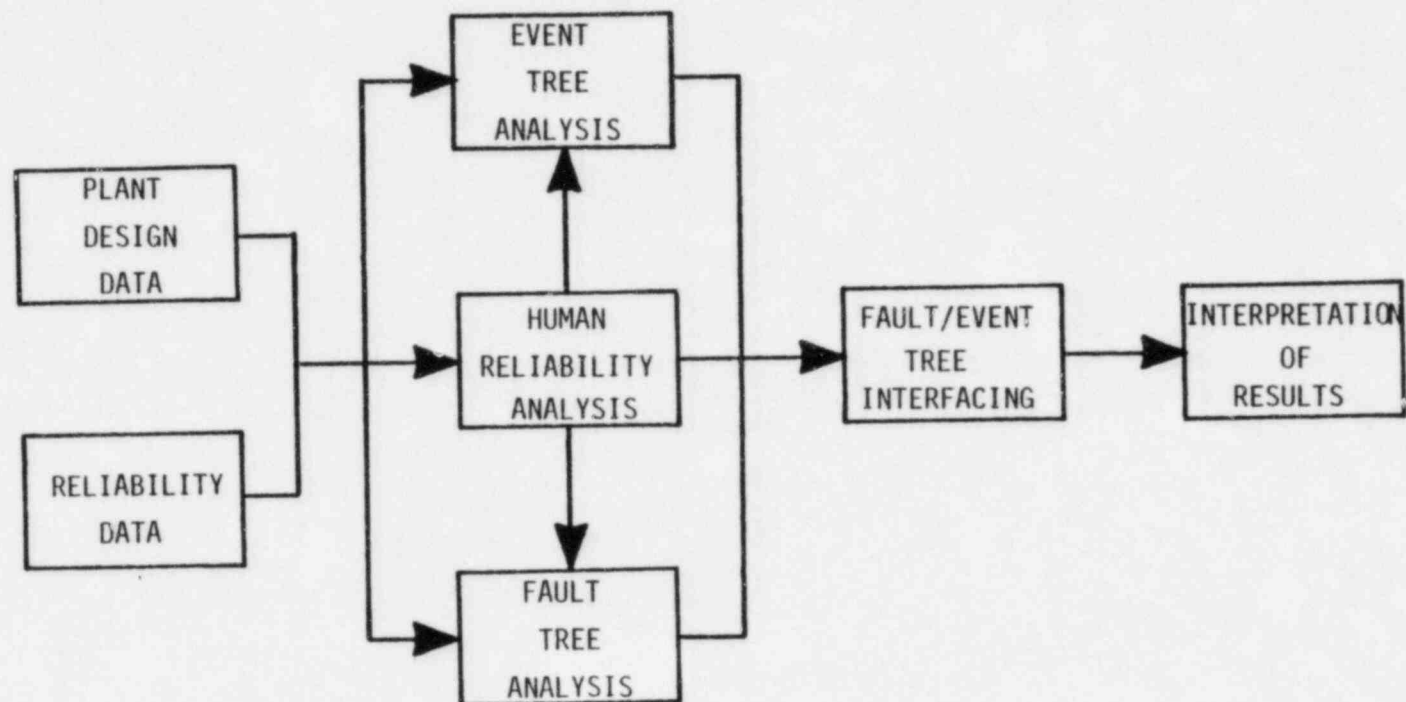 EVENT
TREE
ANALYSIS
PLANT
DESIGN
DATA
RELIABILITY
DATA
HUMAN
RELIABILITY
ANALYSIS
FAULT
TREE
ANALYSIS
FAULT/EVENT
TREE
INTERFACING
INTERPRETATION
OF
RESULTS